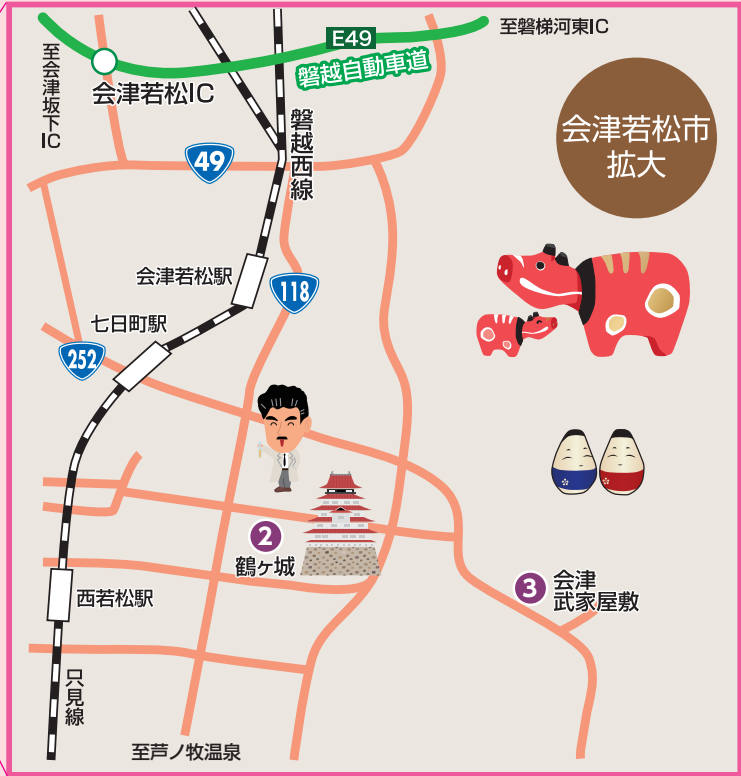 至磐梯河東IC
E49
磐越自動車道
至会津坂下IC
会津若松IC
会津若松市
拡大
49
磐越西線
会津若松駅
118
七日町駅
252
2
鶴ヶ城
3
会津
武家屋敷
西若松駅
只見線
至芦ノ牧温泉